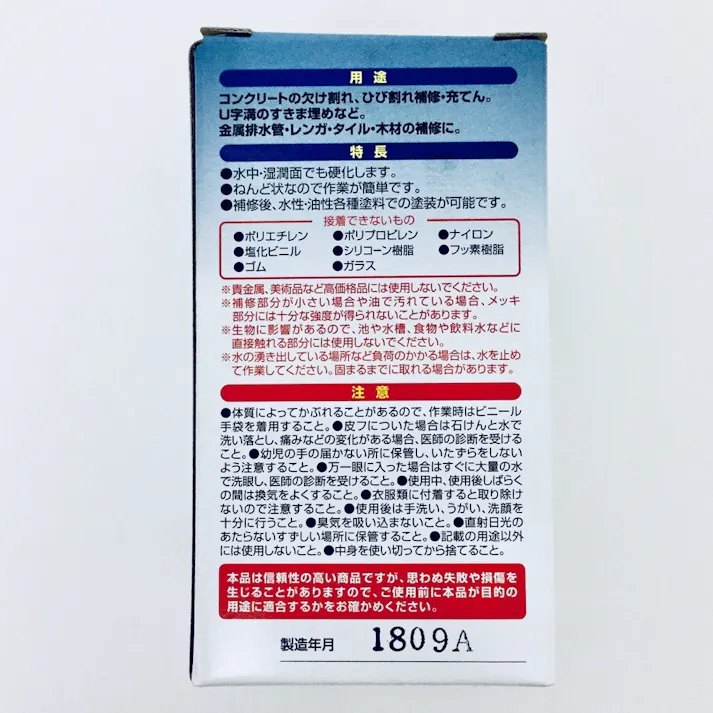 用途
コンクリートの欠け割れ、ひび割れ補修・充てん。
U字溝のすきま埋めなど。
金属排水管・レンガ・タイル・木材の補修に。
特長
●水中・湿潤面でも硬化します。
●ねんど状なので作業が簡単です。
●補修後、水性・油性各種塗料での塗装が可能です。
接着できないもの
●ポリエチレン ●ポリプロピレン ●ナイロン
●塩化ビニル ●シリコーン樹脂 ●フッ素樹脂
●ゴム ●ガラス
※貴金属、美術品など高価格品には使用しないでください。
※補修部分が小さい場合や油で汚れている場合、メッキ
部分には十分な強度が得られないことがあります。
※生物に影響があるので、池や水槽、食物や飲料水などに
直接触れる部分には使用しないでください。
※水の湧き出している場所など負荷のかかる場合は、水を止め
て作業してください。固まるまでに取れる場合があります。
注意
●体質によってかぶれることがあるので、作業時はビニール
手袋を着用すること。●皮フについた場合は石けんと水で
洗い落とし、痛みなどの変化がある場合、医師の診断を受ける
こと。●幼児の手の届かない所に保管し、いたずらをしない
よう注意すること。●万一眼に入った場合はすぐに大量の水
で洗眼し、医師の診断を受けること。●使用中、使用後しばらく
の間は換気をよくすること。●衣服類に付着すると取り除け
ないので注意すること。●使用後は手洗い、うがい、洗顔を
十分に行うこと。●臭気を吸い込まないこと。●直射日光の
あたらないすずしい場所に保管すること。●記載の用途以外
には使用しないこと。●中身を使い切ってから捨てること。
本品は信頼性の高い商品ですが、思わぬ失敗や損傷を
生じることがありますので、ご使用前に本品が目的の
用途に適合するかをお確かめください。
製造年月 1809A